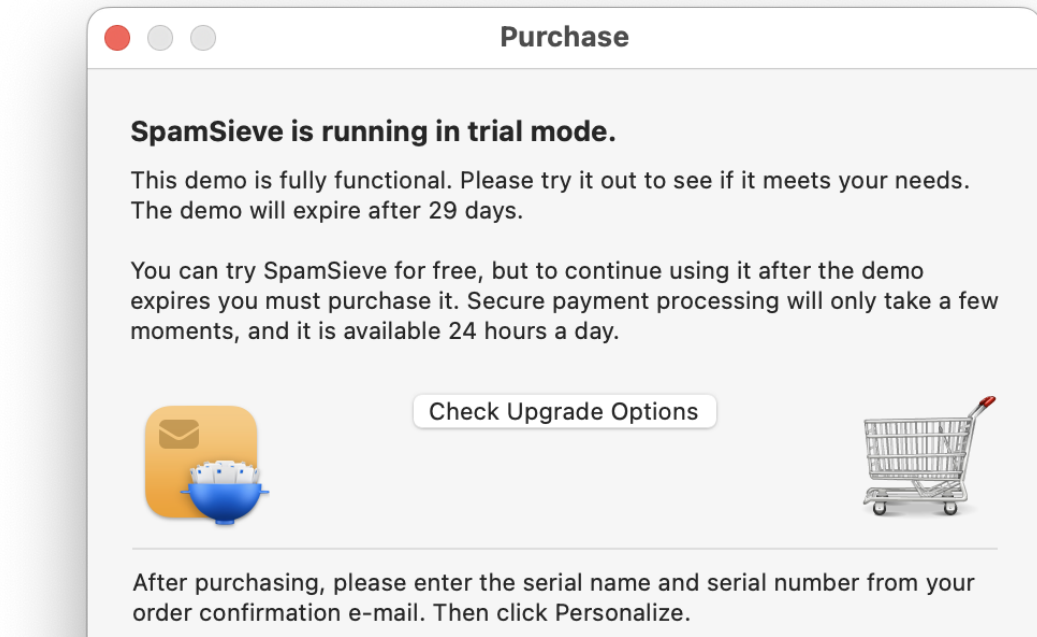 Purchase
SpamSieve is running in trial mode.
This demo is fully functional. Please try it out to see if it meets your needs.
The demo will expire after 29 days.
You can try SpamSieve for free, but to continue using it after the demo
expires you must purchase it. Secure payment processing will only take a few
moments, and it is available 24 hours a day.
Check Upgrade Options
After purchasing, please enter the serial name and serial number from your
order confirmation e-mail. Then click Personalize.